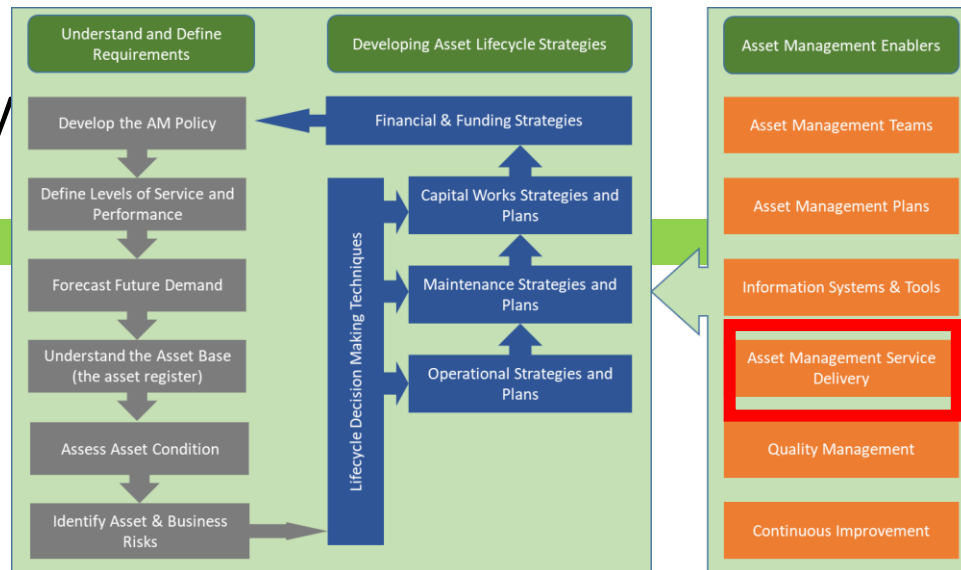 Understand and Define
Requirements
Develop the AM Policy
Define Levels of Service and
Performance
Forecast Future Demand
Understand the Asset Base
(the asset register)
Assess Asset Condition
Identify Asset & Business
Risks
Developing Asset Lifecycle Strategies
Financial & Funding Strategies
Lifecycle Decision Making Techniques
Capital Works Strategies and
Plans
Maintenance Strategies and
Plans
Operational Strategies and
Plans
Asset Management Enablers
Asset Management Teams
Asset Management Plans
Information Systems & Tools
Asset Management Service
Delivery
Quality Management
Continuous Improvement